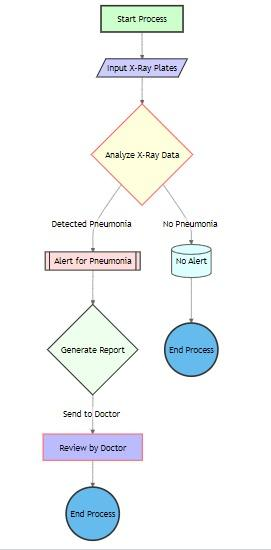 Start Process
Input X-Ray Plates
Analyze X-Ray Data
Detected Pneumonia
No Pneumonia
Alert for Pneumonia
No Alert
Generate Report
End Process
Send to Doctor
Review by Doctor
End Process